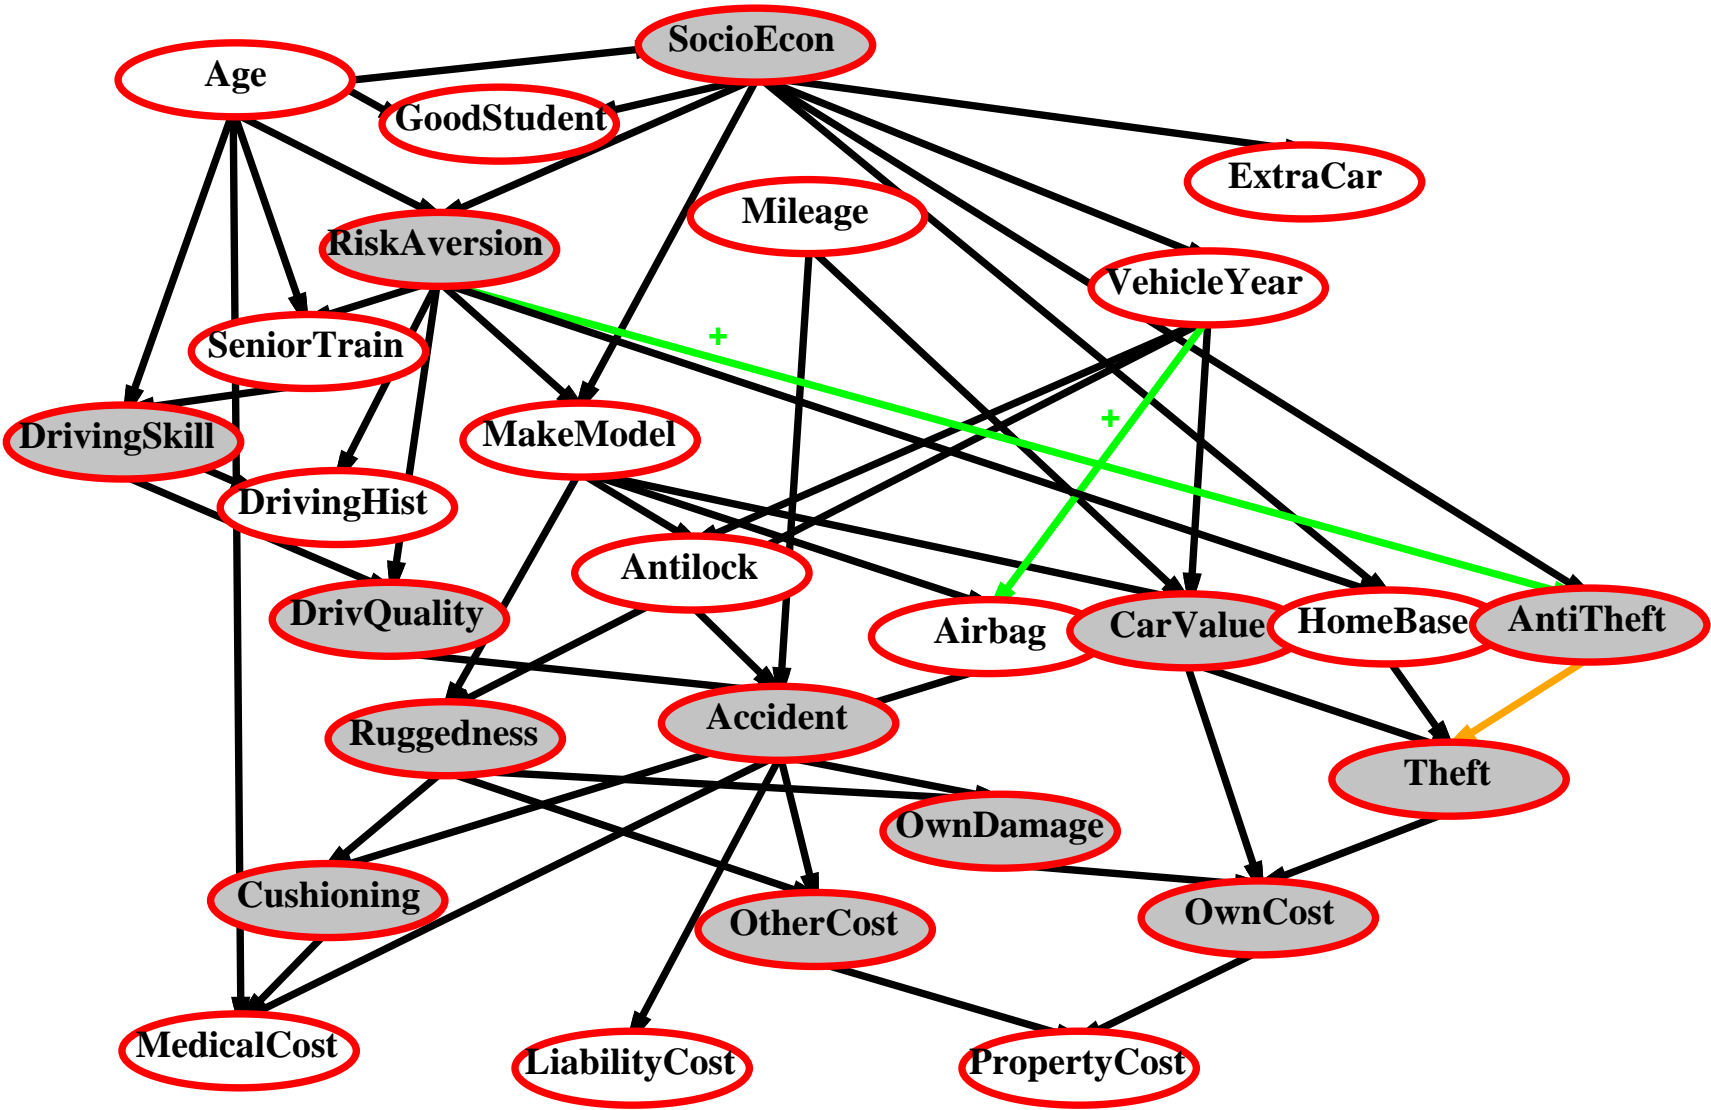 SocioEcon
Age
GoodStudent
ExtraCar
Mileage
RiskAversion
VehicleYear
+
SeniorTrain
+
DrivingSkill
MakeModel
DrivingHist
Antilock
DrivQuality
Airbag
CarValue
HomeBase
AntiTheft
Ruggedness
Accident
Theft
OwnDamage
Cushioning
OtherCost
OwnCost
MedicalCost
LiabilityCost
PropertyCost